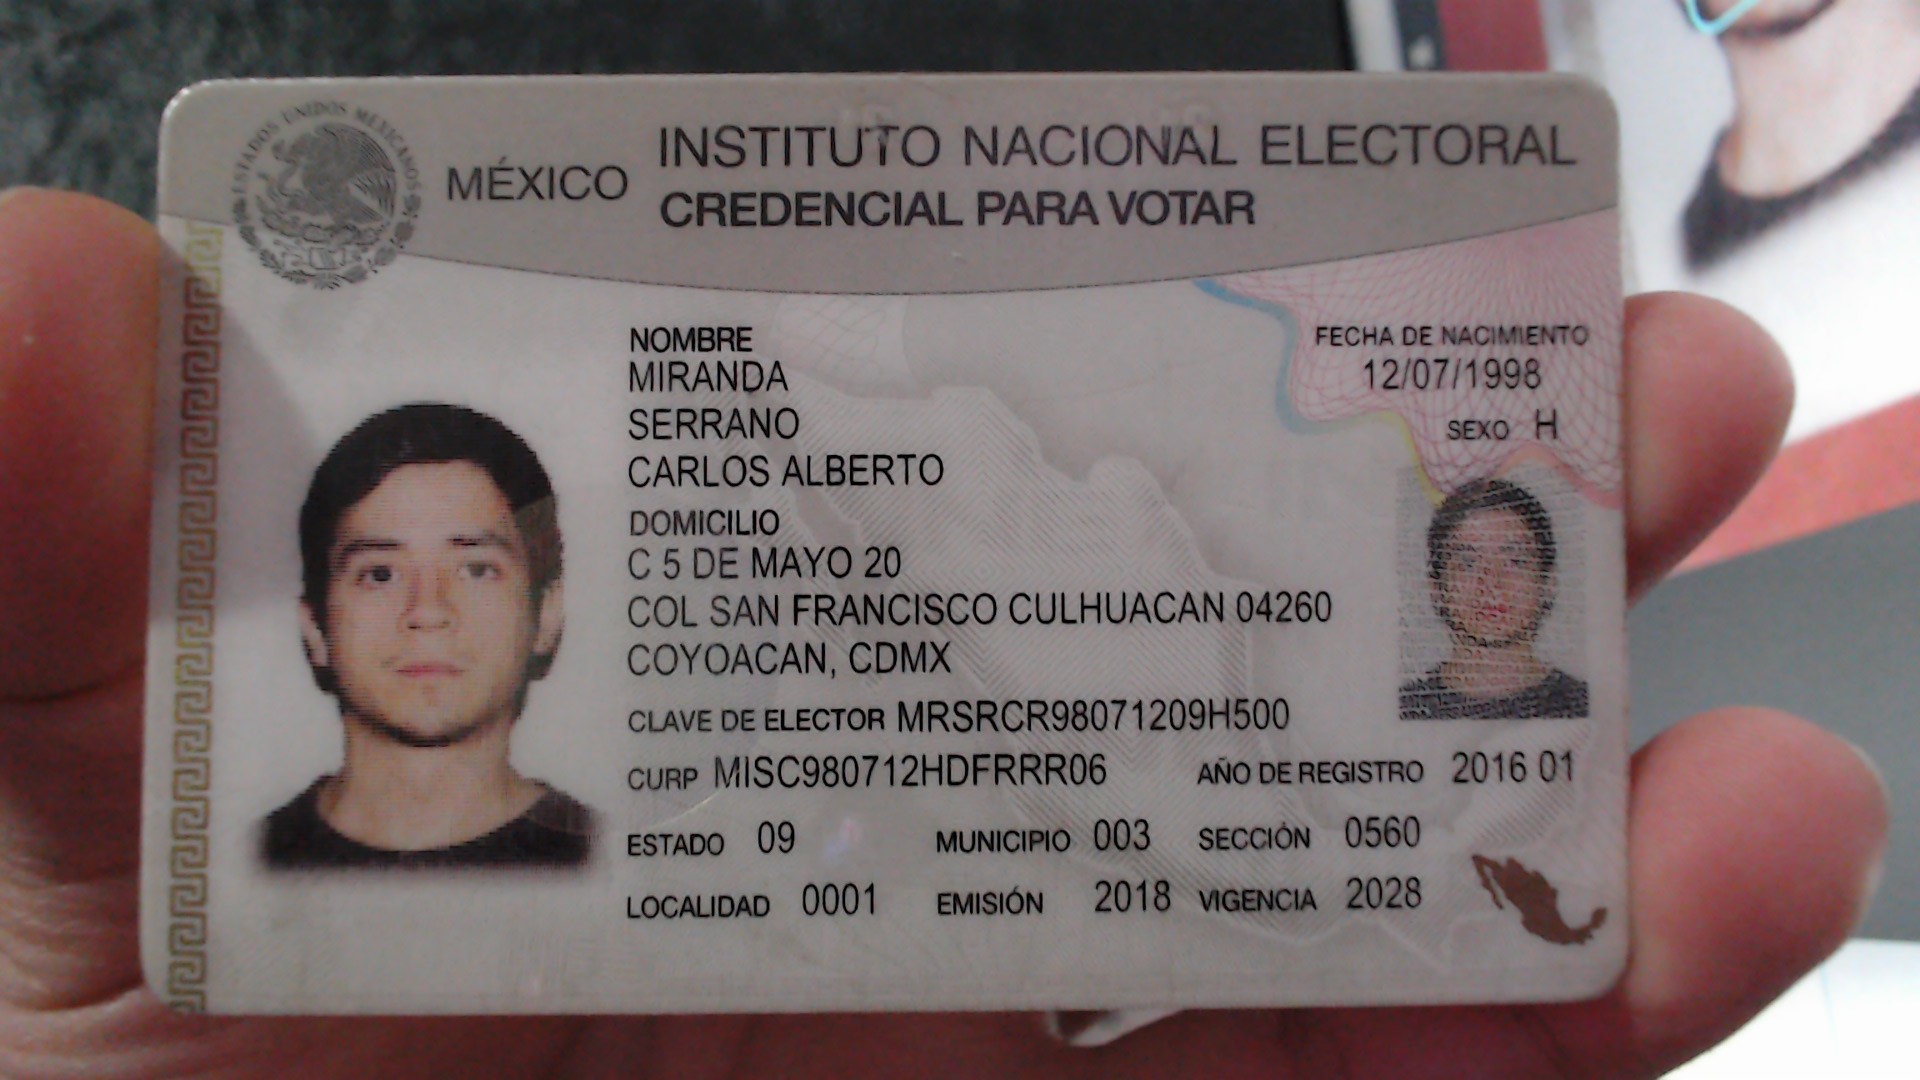 ESTADOS UNIDOS MEXICANOS
MÉXICO
INSTITUTO NACIONAL ELECTORAL
CREDENCIAL PARA VOTAR
NOMBRE
MIRANDA
SERRANO
CARLOS ALBERTO
FECHA DE NACIMIENTO
12/07/1998
SEXO H
DOMICILIO
C 5 DE MAYO 20
COL SAN FRANCISCO CULHUACAN 04260
COYOACAN, CDMX
CLAVE DE ELECTOR MRSRCR98071209H500
CURP MISC980712HDFRRR06
AÑO DE REGISTRO 2016 01
ESTADO 09 MUNICIPIO 003 SECCIÓN 0560
LOCALIDAD 0001 EMISIÓN 2018 VIGENCIA 2028